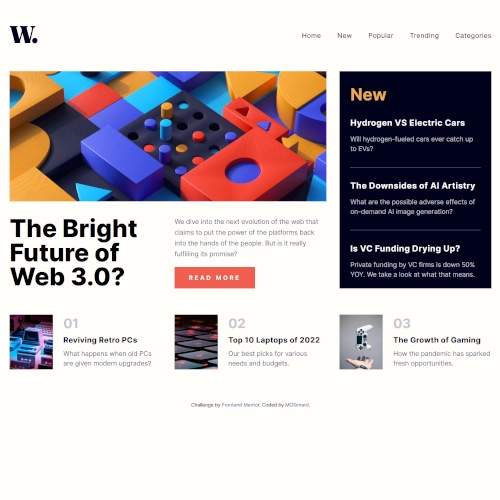 W.
Home New Popular Trending Categories
New
Hydrogen VS Electric Cars
Will hydrogen-fueled cars ever catch up
to EVs?
The Downsides of AI Artistry
What are the possible adverse effects of
on-demand AI image generation?
Is VC Funding Drying Up?
Private funding by VC firms is down 50%
YOY. We take a look at what that means.
The Bright
Future of
Web 3.0?
We dive into the next evolution of the web that
claims to put the power of the platforms back
into the hands of the people. But is it really
fulfilling its promise?
READ MORE
01
Reviving Retro PCs
What happens when old PCs
are given modern upgrades?
02
Top 10 Laptops of 2022
Our best picks for various
needs and budgets.
03
The Growth of Gaming
How the pandemic has sparked
fresh opportunities.
Challenge by Frontend Mentor. Coded by MGSimard.